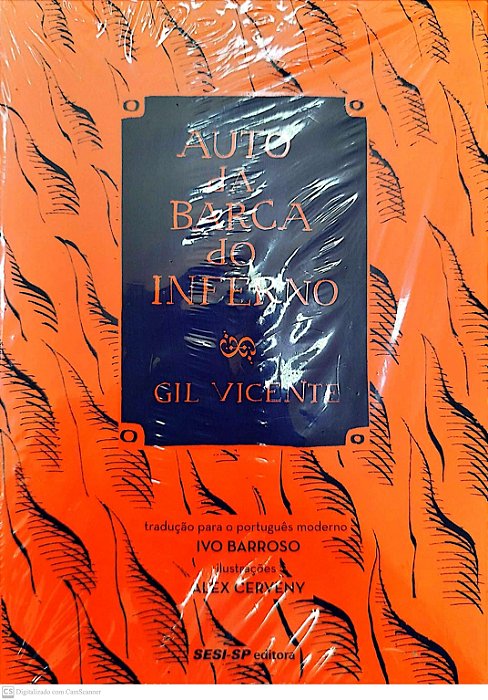 AUTO
DA
BARCA
DO
INFERNO
GIL VICENTE
tradução para o português moderno
IVO BARROSO
ilustrações
ALEX CERVENY
SESI-SP editora
CS Digitalizado com CamScanner